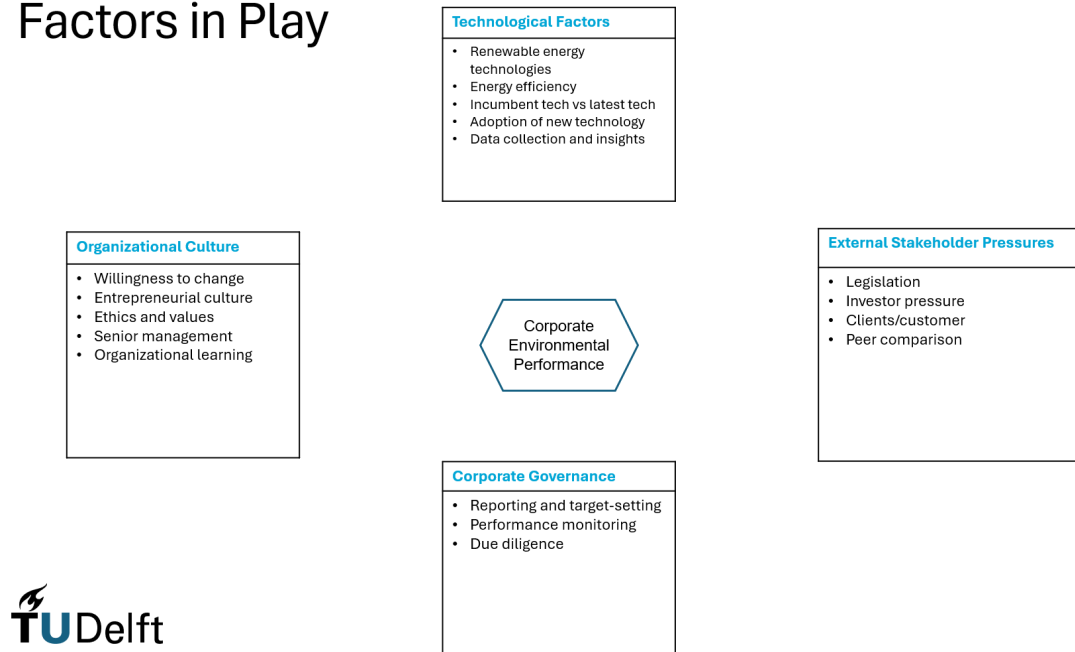 Factors in Play
Technological Factors
• Renewable energy
technologies
• Energy efficiency
• Incumbent tech vs latest tech
• Adoption of new technology
• Data collection and insights
Organizational Culture
• Willingness to change
• Entrepreneurial culture
• Ethics and values
• Senior management
• Organizational learning
External Stakeholder Pressures
• Legislation
• Investor pressure
• Clients/customer
• Peer comparison
Corporate
Environmental
Performance
Corporate Governance
• Reporting and target-setting
• Performance monitoring
• Due diligence
TUDelft